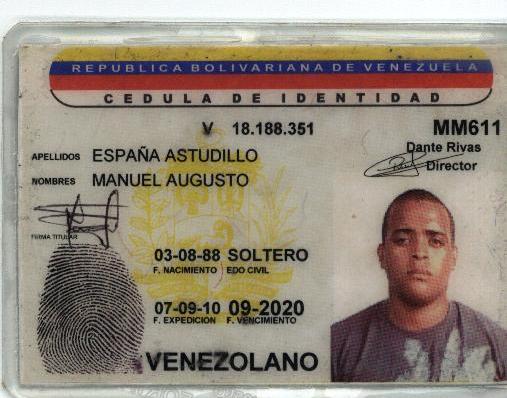 REPUBLICA BOLIVARIANA DE VENEZUELA
CEDULA DE IDENTIDAD
V 18.188.351
MM611
Dante Rivas
Director
APELLIDOS ESPAÑA ASTUDILLO
NOMBRES MANUEL AUGUSTO
FIRMA TITULAR
03-08-88 SOLTERO
F. NACIMIENTO EDO CIVIL
07-09-10 09-2020
F. EXPEDICION F. VENCIMIENTO
VENEZOLANO